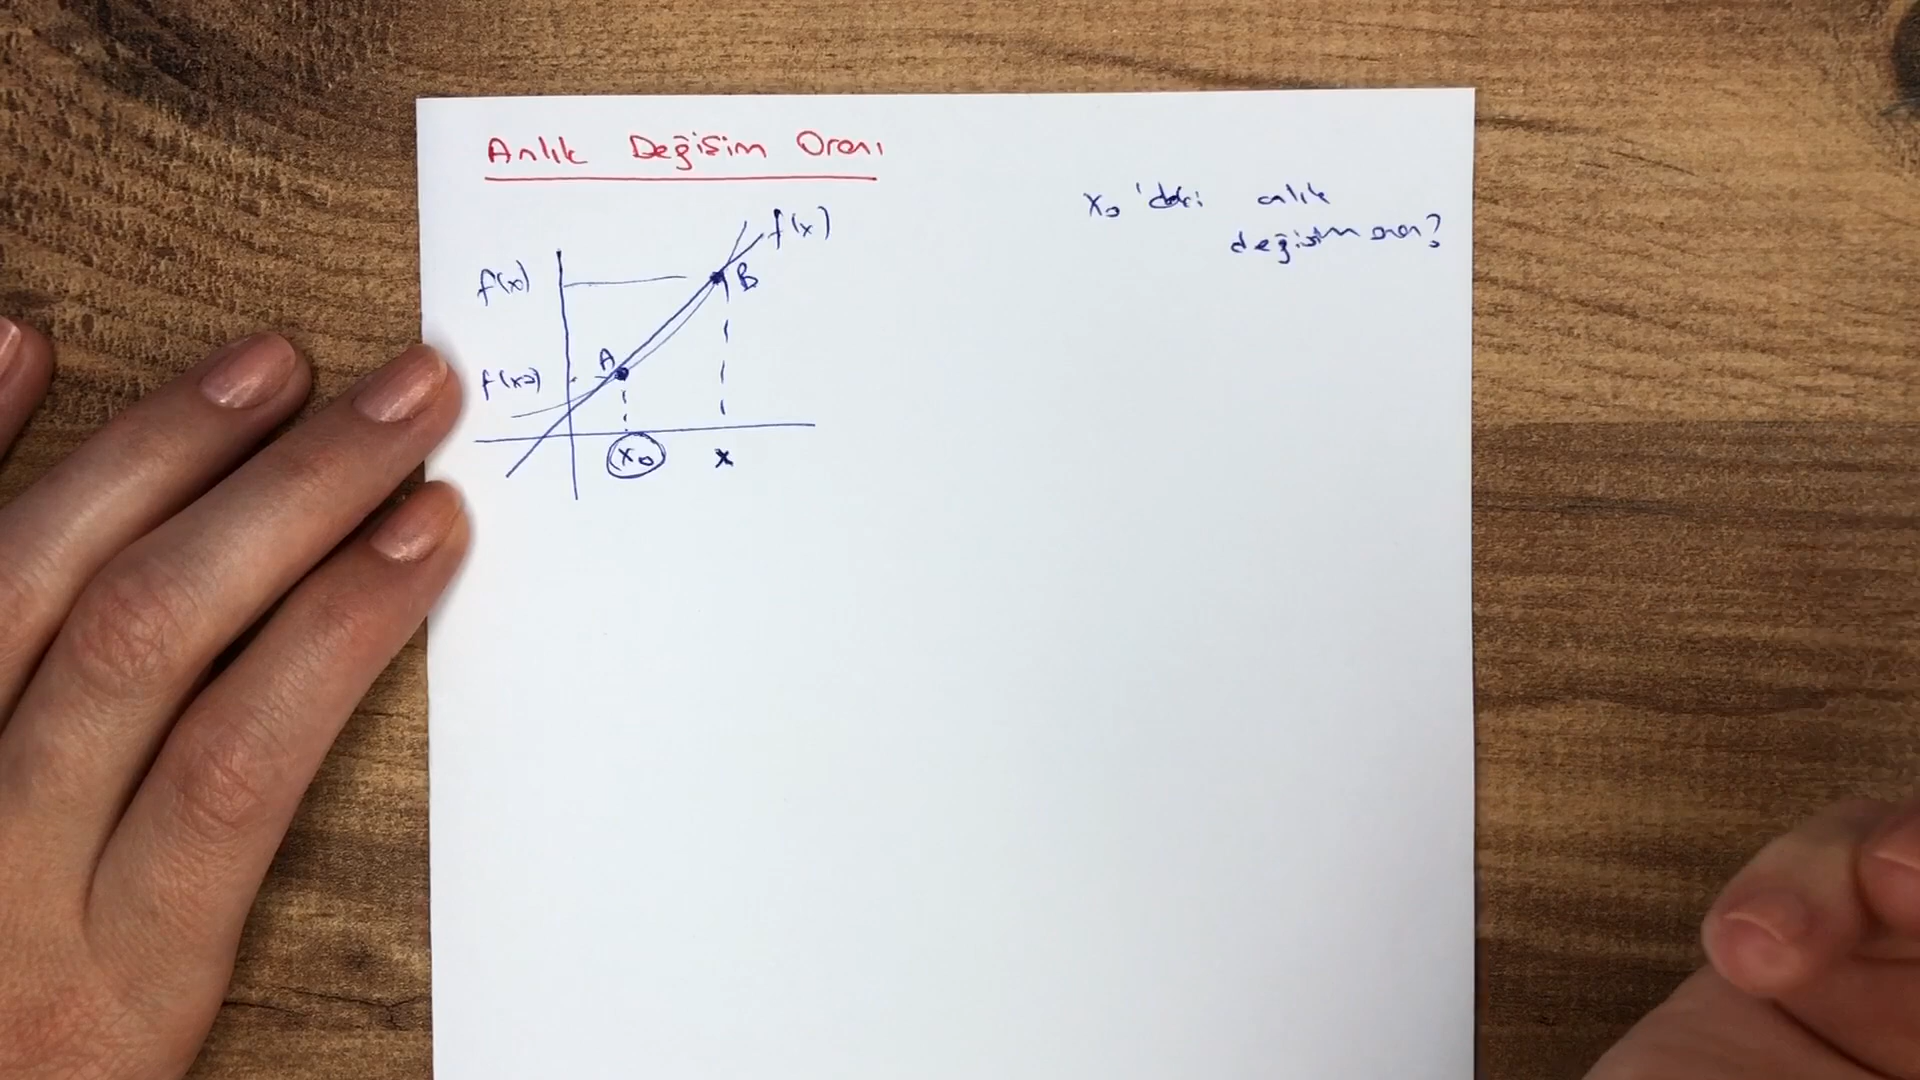 Anlık Değişim Oranı
x₀'daki anlık
değişim oranı?
f(x)
f(x)
B
A
f(x₀)
x₀ x